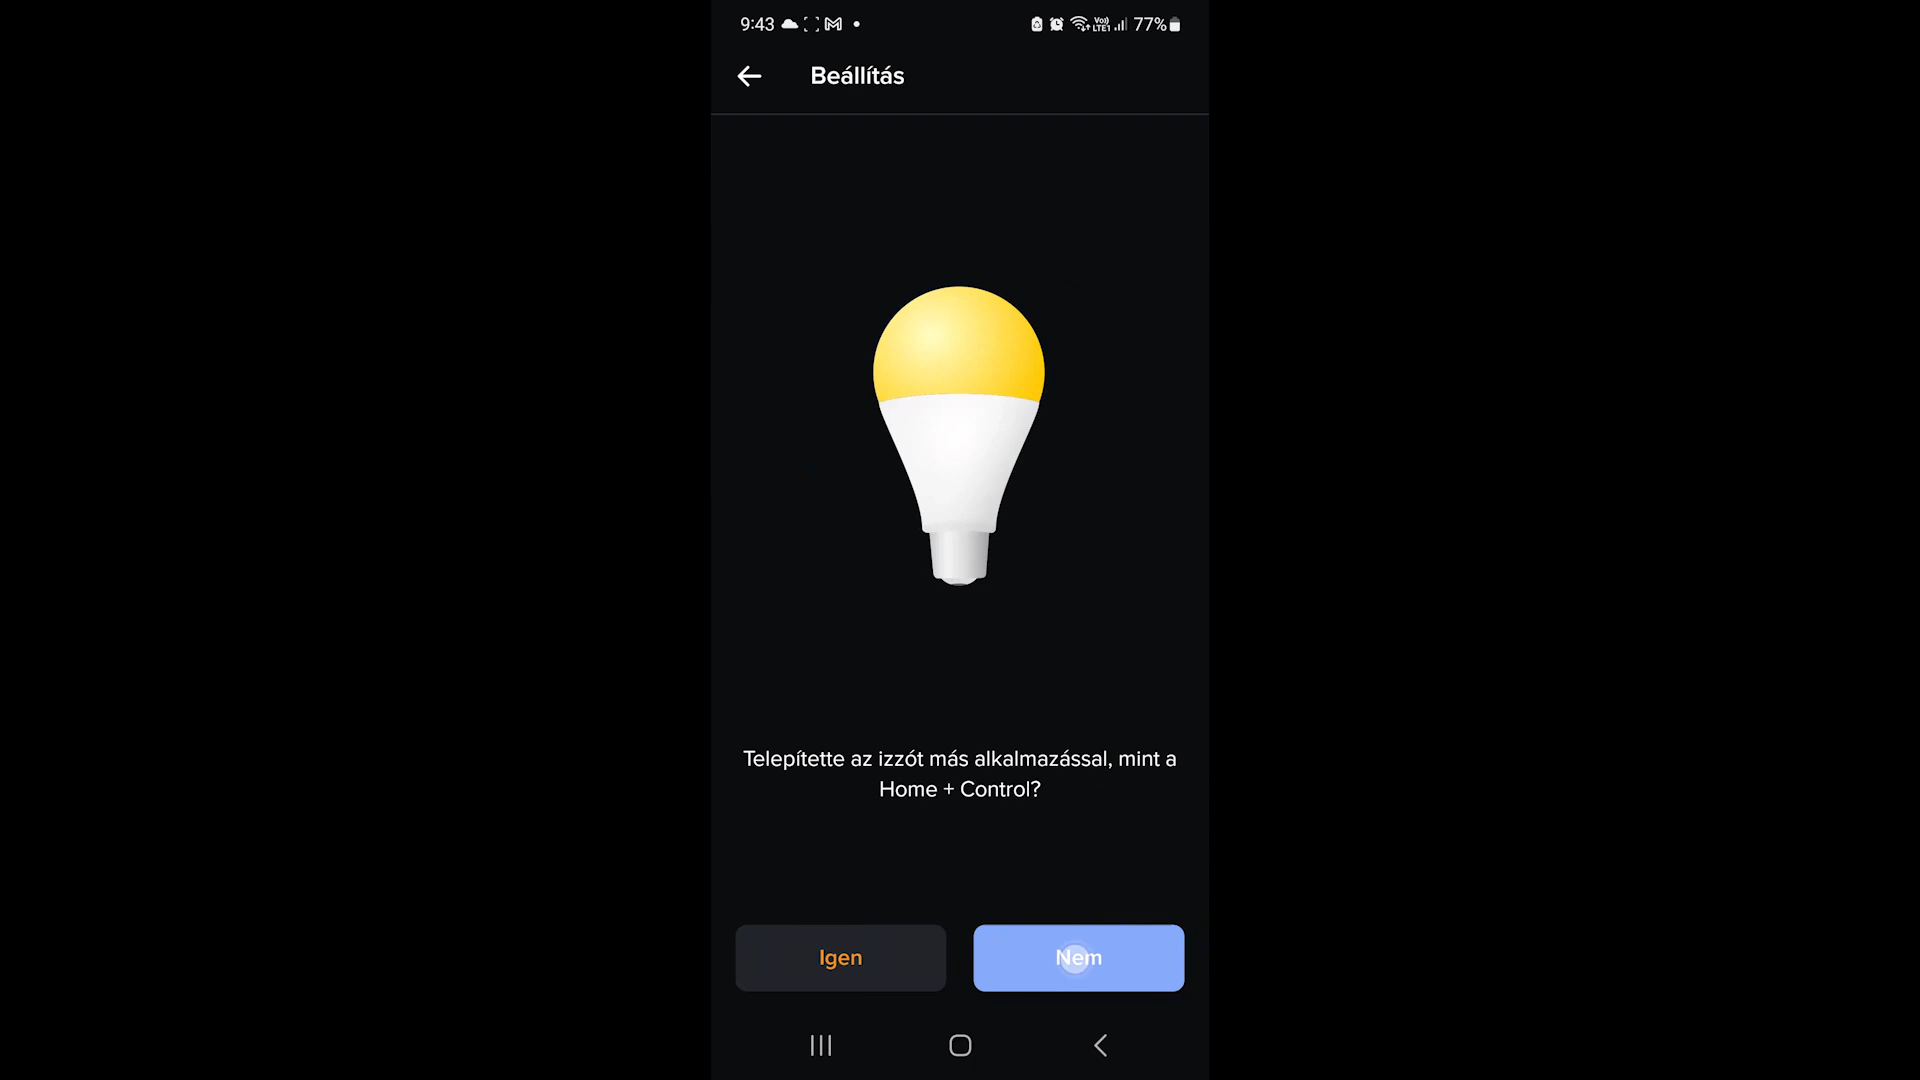 9:43 77%
Beállítás
Telepítette az izzót más alkalmazással, mint a
Home + Control?
Igen Nem